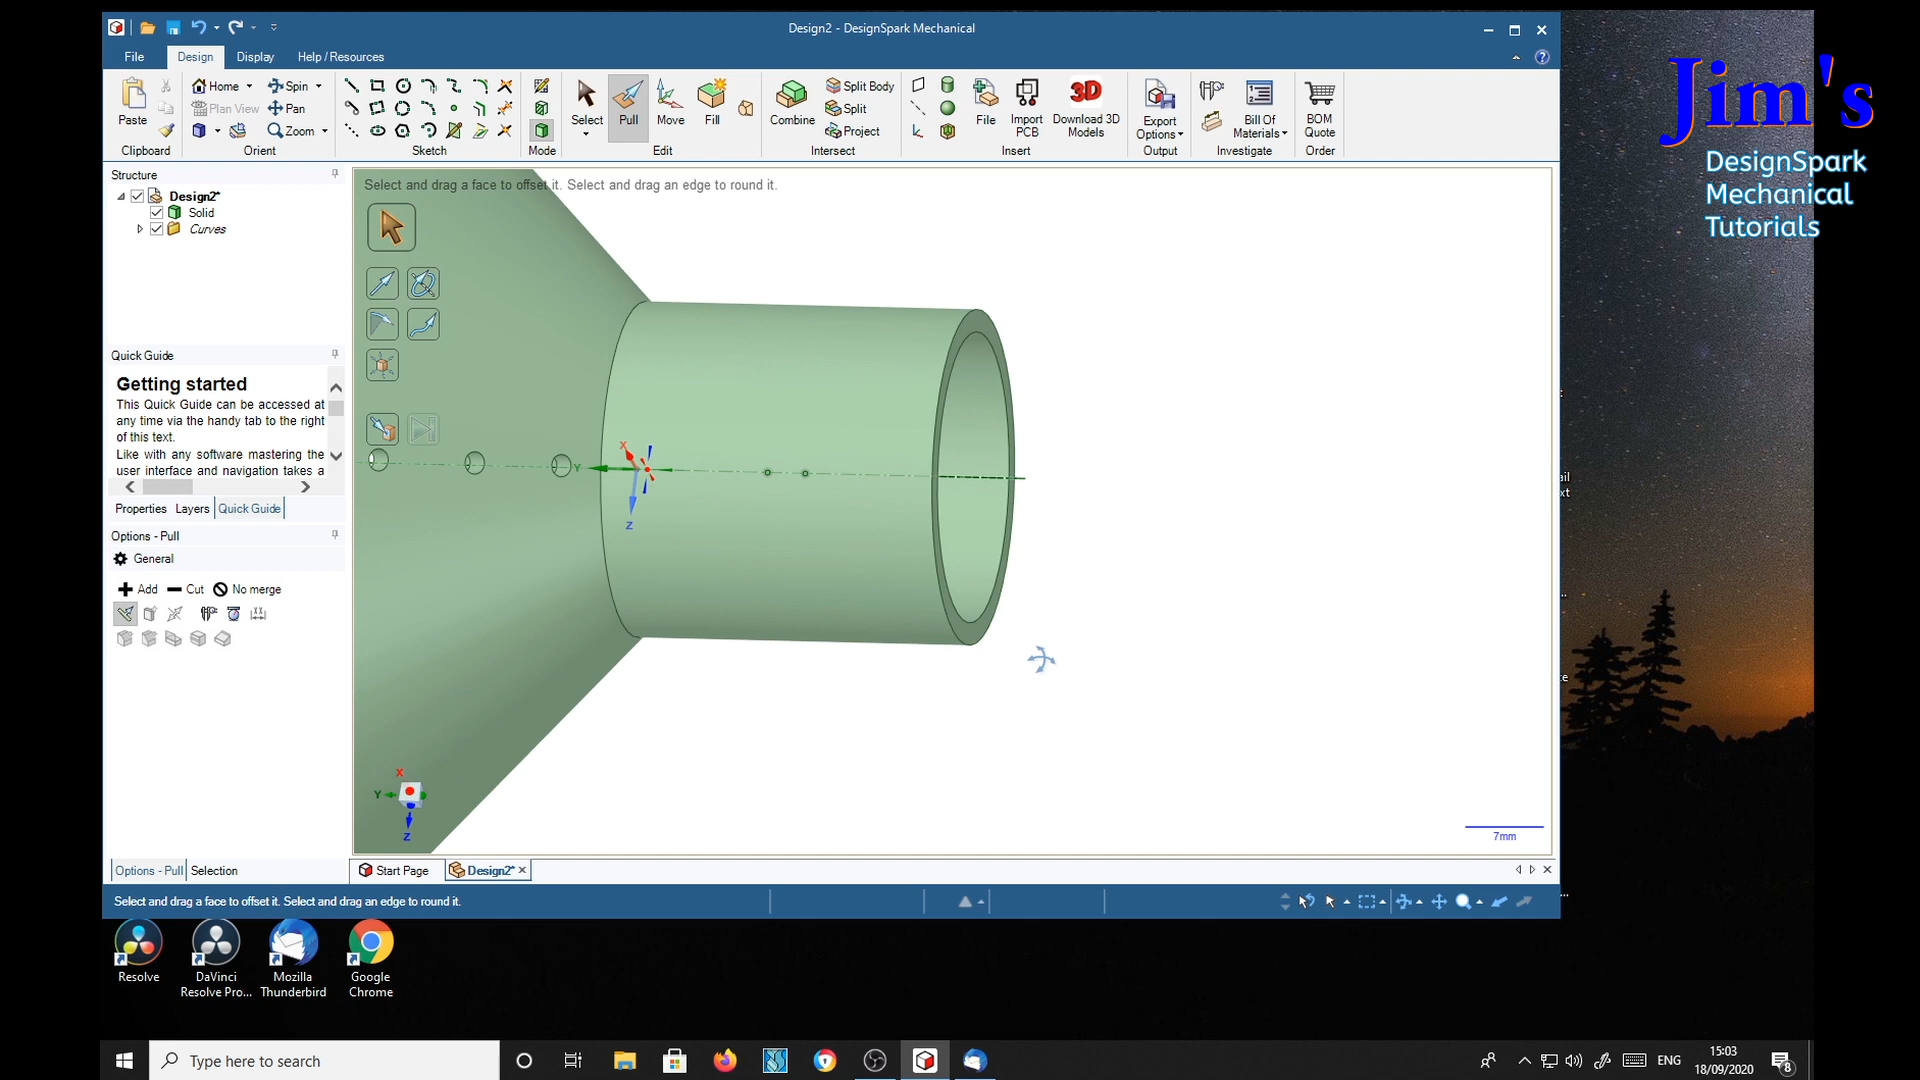 Design2 - DesignSpark Mechanical
File Design Display Help / Resources
Paste
Clipboard
Home Spin
Plan View Pan
Zoom
Orient
Sketch
Mode
Select Pull Move Fill
Edit
Combine
Split Body
Split
Project
Intersect
File
Import
PCB
3D
Download 3D
Models
Insert
Export
Options
Output
Bill Of
Materials
Investigate
BOM
Quote
Order
Jim's
DesignSpark
Mechanical
Tutorials
Structure
Design2*
Solid
Curves
Quick Guide
Getting started
This Quick Guide can be accessed at
any time via the handy tab to the right
of this text.
Like with any software mastering the
user interface and navigation takes a
Properties Layers Quick Guide
Options - Pull
General
Add Cut No merge
Select and drag a face to offset it. Select and drag an edge to round it.
X
Y
Z
X
Y
Z
7mm
Options - Pull Selection
Start Page Design2*
Select and drag a face to offset it. Select and drag an edge to round it.
Resolve
DaVinci
Resolve Pro...
Mozilla
Thunderbird
Google
Chrome
Type here to search
ENG
15:03
18/09/2020
8